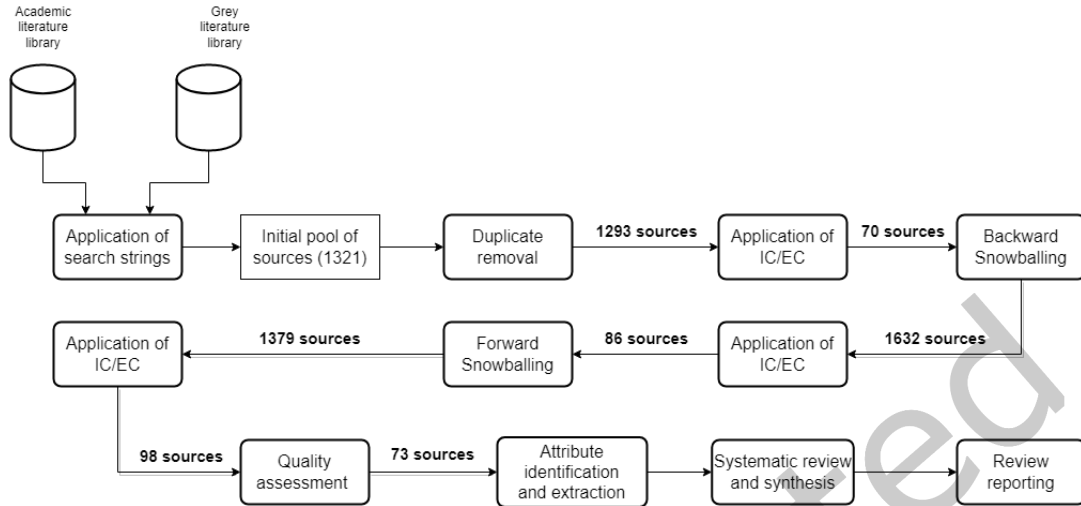 Academic
literature
library
Grey
literature
library
Application of
search strings
Initial pool of
sources (1321)
Duplicate
removal
1293 sources
Application of
IC/EC
70 sources
Backward
Snowballing
1632 sources
Application of
IC/EC
86 sources
Forward
Snowballing
1379 sources
Application of
IC/EC
98 sources
Quality
assessment
73 sources
Attribute
identification
and extraction
Systematic review
and synthesis
Review
reporting